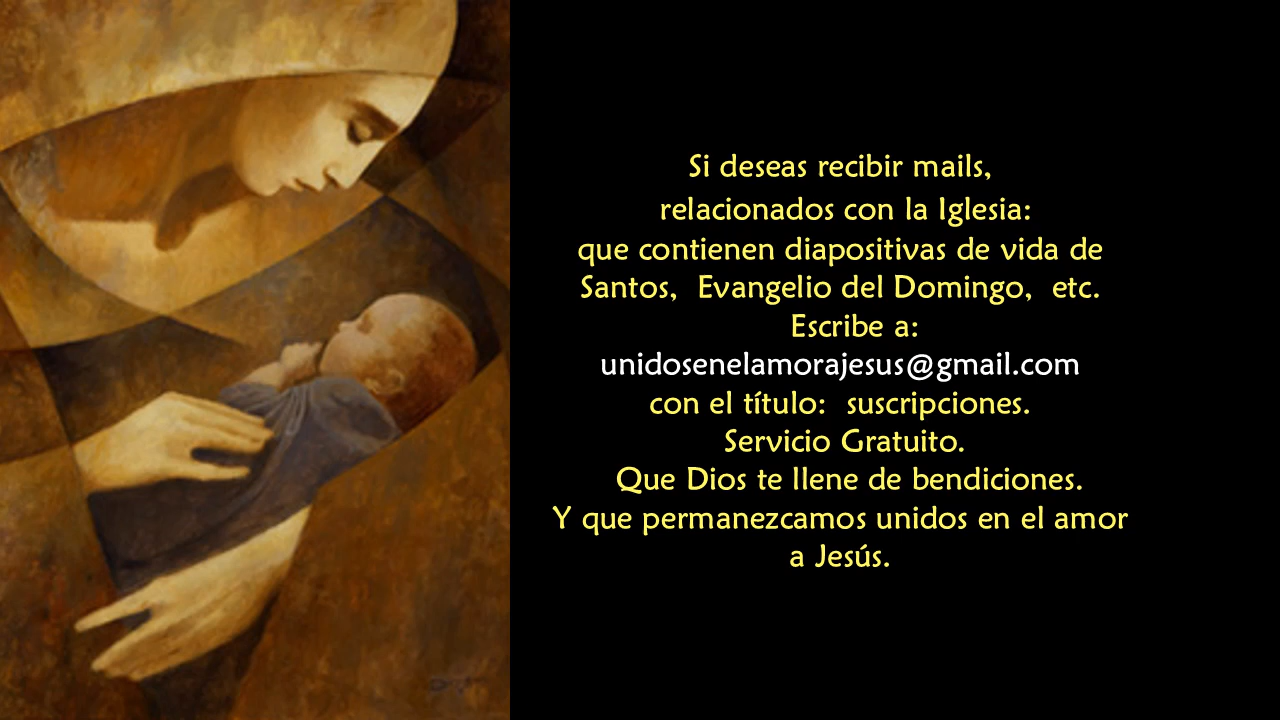 Si deseas recibir mails,
relacionados con la Iglesia:
que contienen diapositivas de vida de
Santos,  Evangelio del Domingo,  etc.
Escribe a:
unidosenelamorajesus@gmail.com
con el título:  suscripciones.
Servicio Gratuito.
Que Dios te llene de bendiciones.
Y que permanezcamos unidos en el amor
a Jesús.